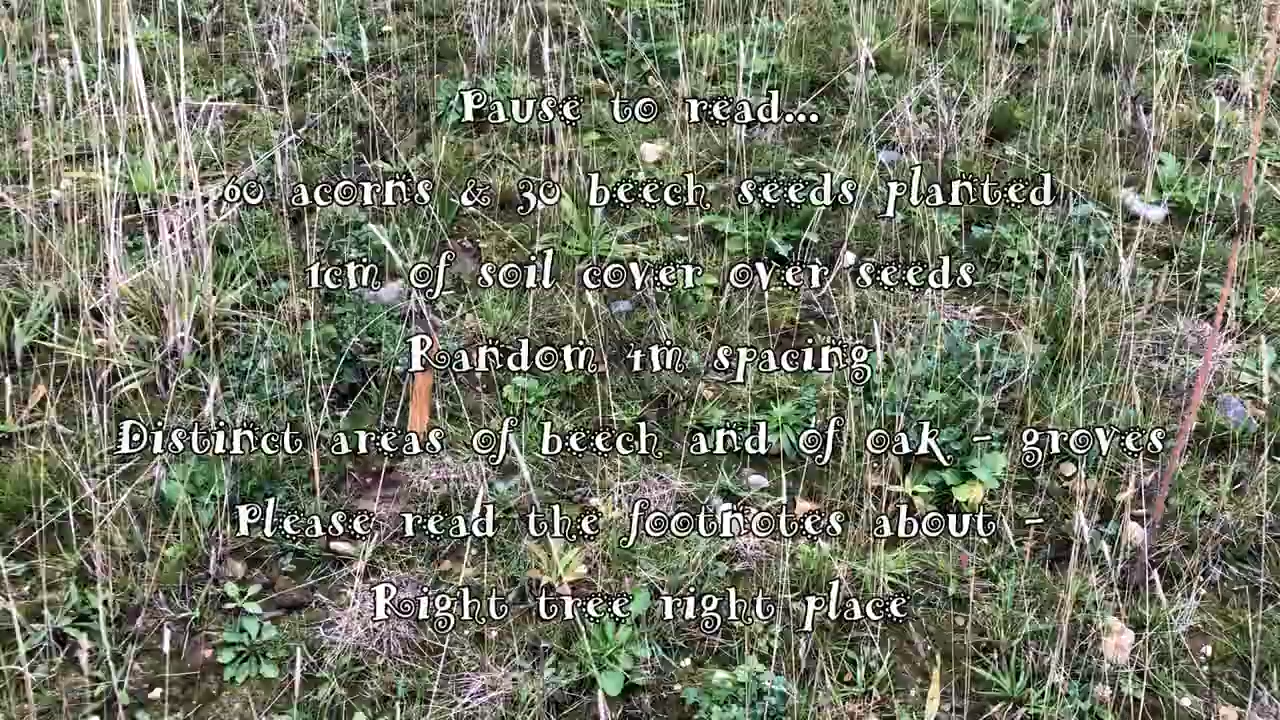 Pause to read...
60 acorns & 30 beech seeds planted
1cm of soil cover over seeds
Random 4m spacing
Distinct areas of beech and of oak - groves
Please read the footnotes about -
Right tree right place